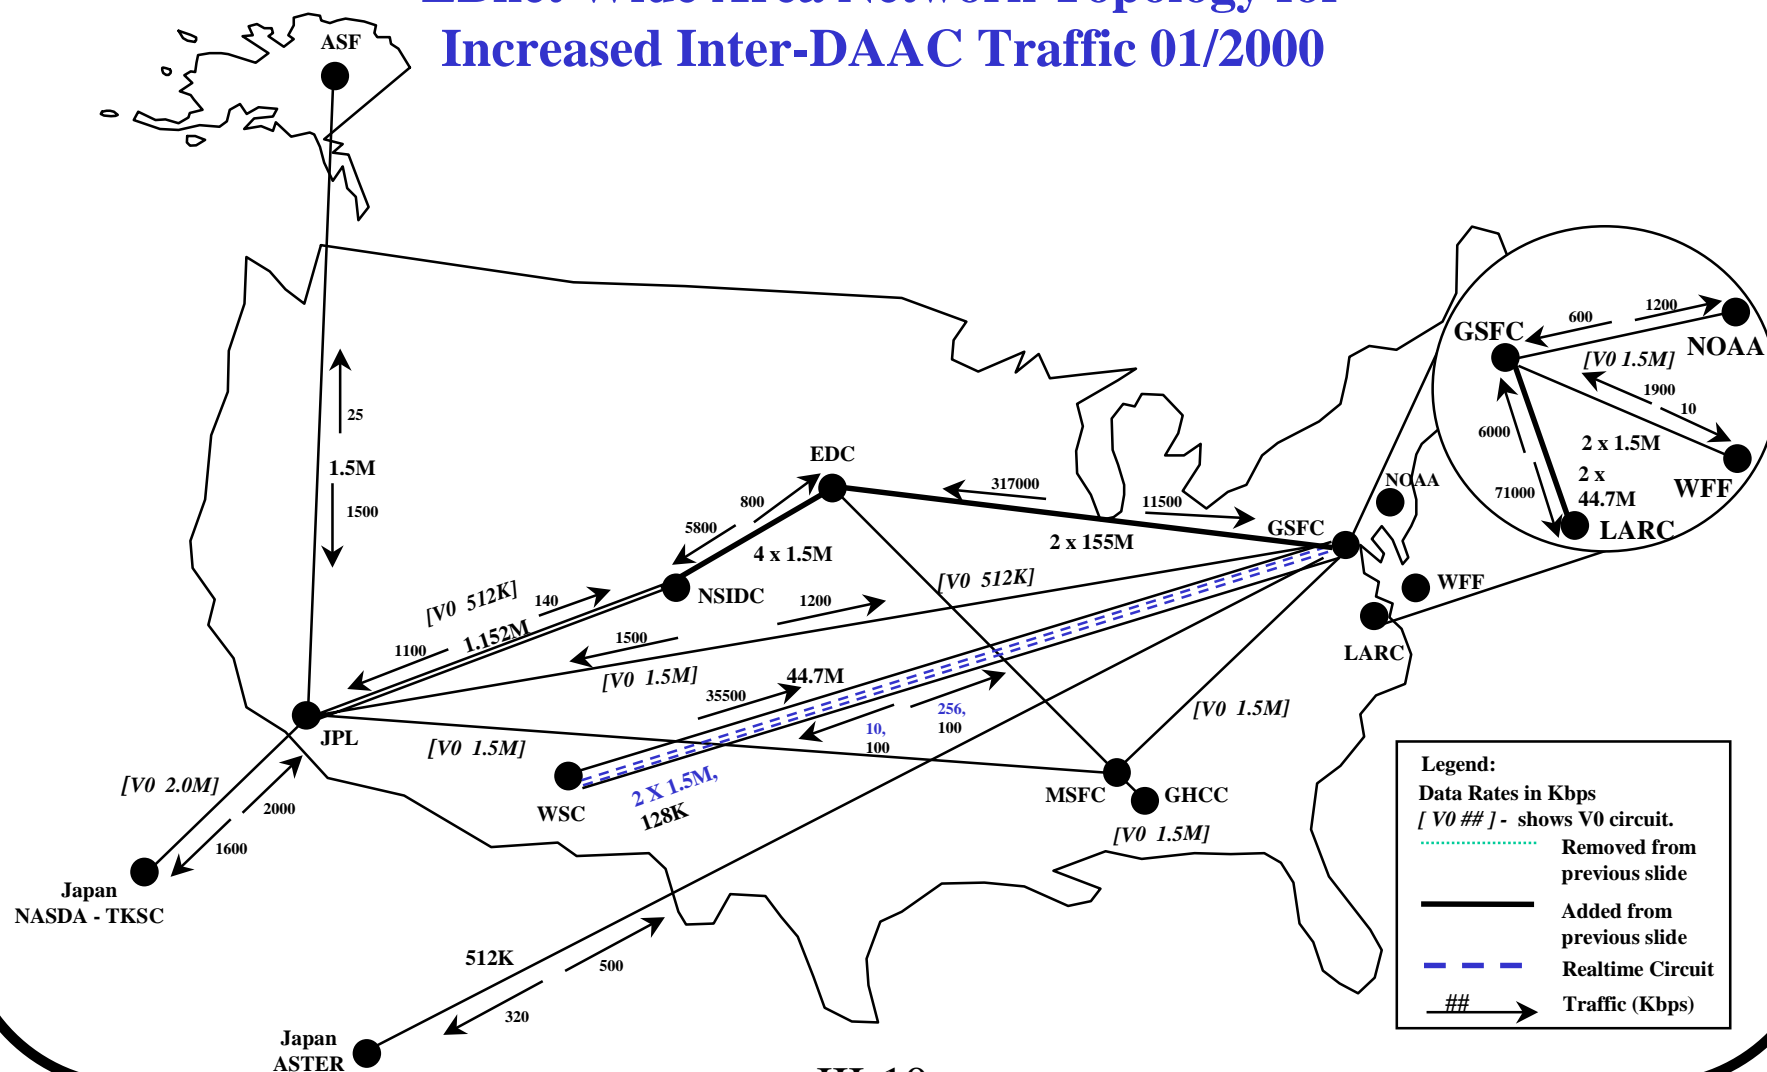 EBnet Wide Area Network Topology for
Increased Inter-DAAC Traffic 01/2000
ASF
25
1.5M
1500
EDC
800
5800
4 x 1.5M
NSIDC
317000
11500
2 x 155M
GSFC
NOAA
WFF
LARC
600
1200
GSFC
NOAA
[V0 1.5M]
1900
10
6000
2 x 1.5M
2 x
44.7M
71000
WFF
LARC
[V0 512K]
140
1.152M
1100
1200
1500
[V0 1.5M]
[V0 512K]
35500
44.7M
10,
100
256,
100
[V0 1.5M]
JPL
[V0 1.5M]
[V0 2.0M]
2000
1600
WSC
2 X 1.5M,
128K
MSFC
GHCC
[V0 1.5M]
Japan
NASDA - TKSC
512K
500
320
Japan
ASTER
Legend:
Data Rates in Kbps
[ V0 ## ] - shows V0 circuit.
Removed from
previous slide
Added from
previous slide
Realtime Circuit
## Traffic (Kbps)